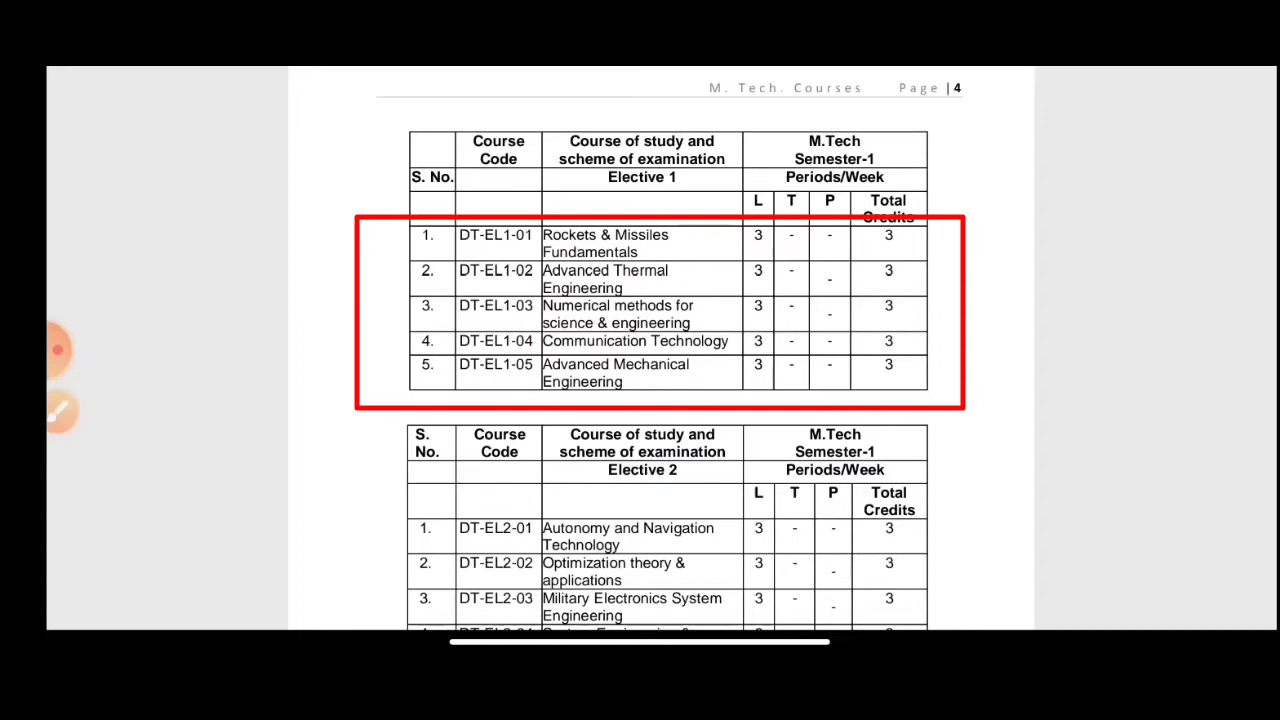 M. Tech. Courses Page | 4
Course Course of study and M.Tech
Code scheme of examination Semester-1
S. No. Elective 1 Periods/Week
L T P Total
Credits
1. DT-EL1-01 Rockets & Missiles 3 - - 3
Fundamentals
2. DT-EL1-02 Advanced Thermal 3 - - 3
Engineering
3. DT-EL1-03 Numerical methods for 3 - - 3
science & engineering
4. DT-EL1-04 Communication Technology 3 - - 3
5. DT-EL1-05 Advanced Mechanical 3 - - 3
Engineering
S. Course Course of study and M.Tech
No. Code scheme of examination Semester-1
Elective 2 Periods/Week
L T P Total
Credits
1. DT-EL2-01 Autonomy and Navigation 3 - - 3
Technology
2. DT-EL2-02 Optimization theory & 3 - - 3
applications
3. DT-EL2-03 Military Electronics System 3 - - 3
Engineering